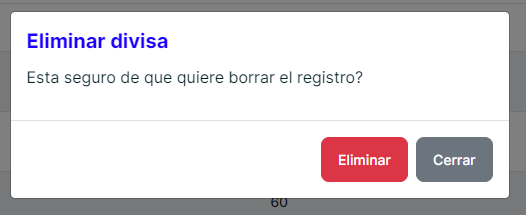 Eliminar divisa
Esta seguro de que quiere borrar el registro?
Eliminar Cerrar
60